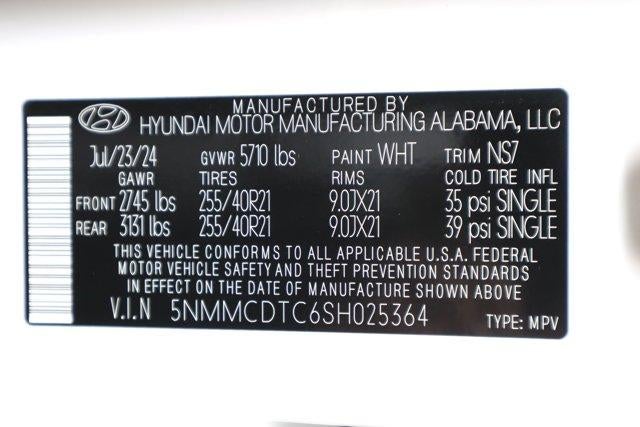 MANUFACTURED BY
HYUNDAI MOTOR MANUFACTURING ALABAMA, LLC
Jul/23/24 GVWR 5710 lbs PAINT WHT TRIM NS7
GAWR TIRES RIMS COLD TIRE INFL
FRONT 2745 lbs 255/40R21 9.0JX21 35 psi SINGLE
REAR 3131 lbs 255/40R21 9.0JX21 39 psi SINGLE
THIS VEHICLE CONFORMS TO ALL APPLICABLE U.S.A. FEDERAL
MOTOR VEHICLE SAFETY AND THEFT PREVENTION STANDARDS
IN EFFECT ON THE DATE OF MANUFACTURE SHOWN ABOVE
V.I.N 5NMMCDTC6SH025364 TYPE: MPV